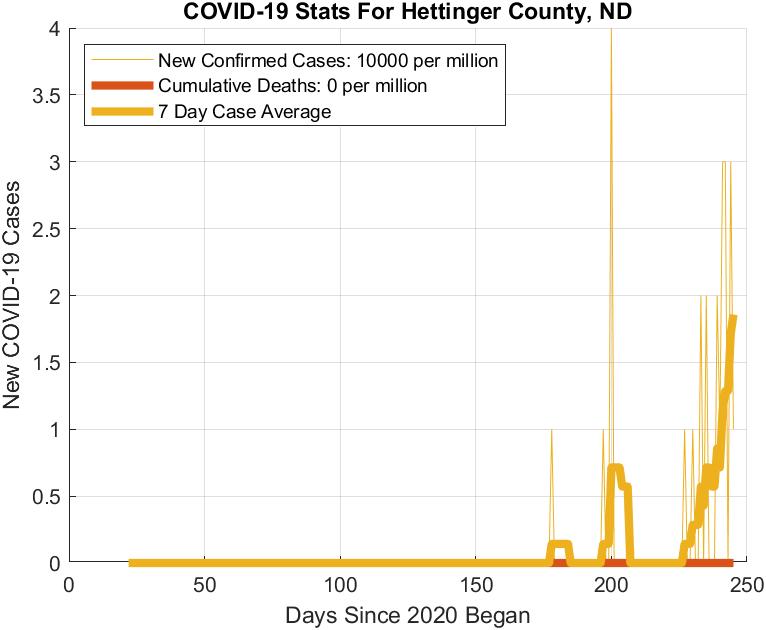 COVID-19 Stats For Hettinger County, ND
New Confirmed Cases: 10000 per million
Cumulative Deaths: 0 per million
7 Day Case Average
New COVID-19 Cases
4
3.5
3
2.5
2
1.5
1
0.5
0
0 50 100 150 200 250
Days Since 2020 Began